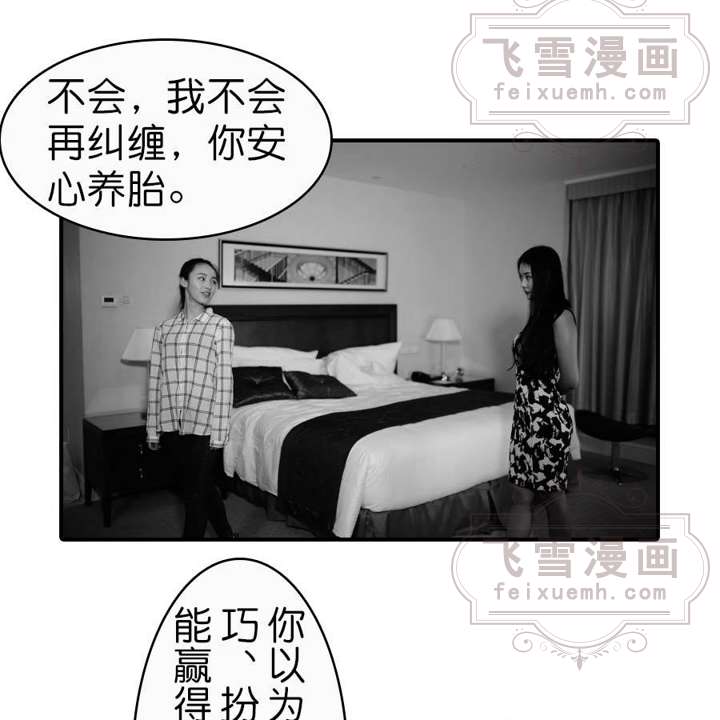 飞雪漫画
feixuemh.com
不会，我不会
再纠缠，你安
心养胎。
飞雪漫画
feixuemh.com
你以为
巧、扮
能赢得